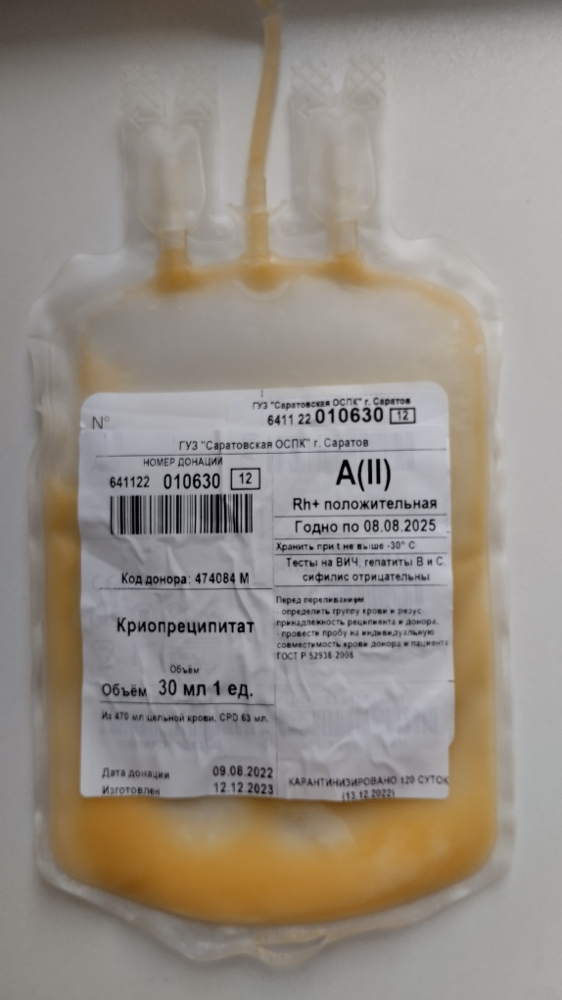 ГУЗ "Саратовская ОСПК" г. Саратов
6411 22 010630 12
N°
ГУЗ "Саратовская ОСПК" г. Саратов
НОМЕР ДОНАЦИИ
641122 010630 12
Код донора: 474084 М
Криопреципитат
Объём
Объём 30 мл 1 ед.
Из 470 мл цельной крови, CPD 63 мл.
Дата донации 09.08.2022
Изготовлен 12.12.2023
A(II)
Rh+ положительная
Годно по 08.08.2025
Хранить при t не выше -30° С
Тесты на ВИЧ, гепатиты В и С,
сифилис отрицательны
Перед переливанием
- определить группу крови и резус-
принадлежность реципиента и донора,
- провести пробу на индивидуальную
совместимость крови донора и пациента
ГОСТ Р 52938-2008
КАРАНТИНИЗИРОВАНО 120 СУТОК
(13.12.2022)